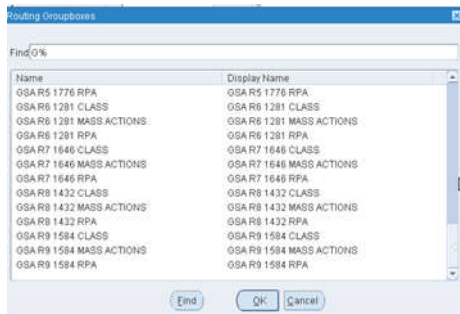 Routing Groupboxes
Find G%
Name Display Name
GSA R5 1776 RPA GSA R5 1776 RPA
GSA R6 1281 CLASS GSA R6 1281 CLASS
GSA R6 1281 MASS ACTIONS GSA R6 1281 MASS ACTIONS
GSA R6 1281 RPA GSA R6 1281 RPA
GSA R7 1646 CLASS GSA R7 1646 CLASS
GSA R7 1646 MASS ACTIONS GSA R7 1646 MASS ACTIONS
GSA R7 1646 RPA GSA R7 1646 RPA
GSA R8 1432 CLASS GSA R8 1432 CLASS
GSA R8 1432 MASS ACTIONS GSA R8 1432 MASS ACTIONS
GSA R8 1432 RPA GSA R8 1432 RPA
GSA R9 1584 CLASS GSA R9 1584 CLASS
GSA R9 1584 MASS ACTIONS GSA R9 1584 MASS ACTIONS
GSA R9 1584 RPA GSA R9 1584 RPA
Find OK Cancel